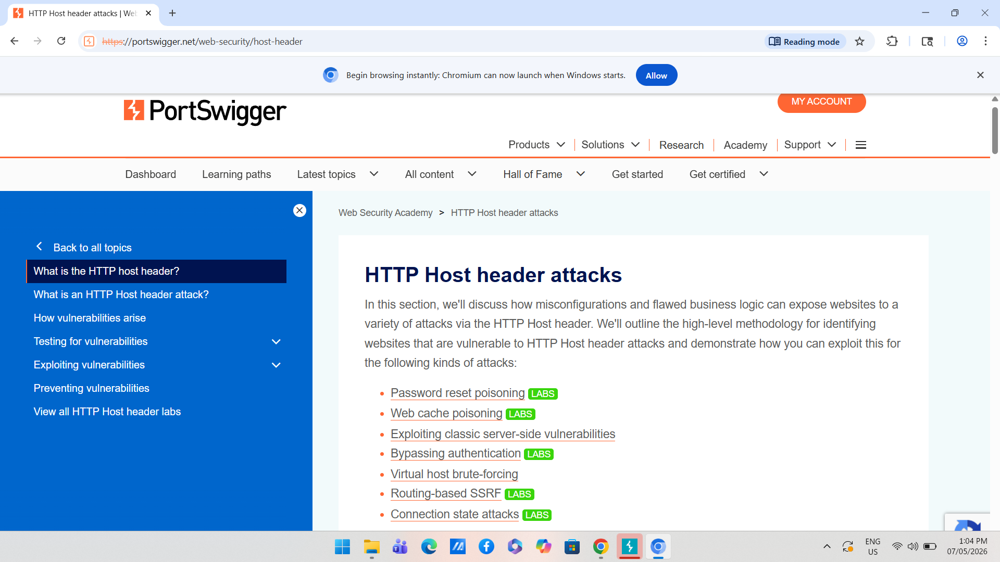 HTTP Host header attacks | We
https://portswigger.net/web-security/host-header
Reading mode
Begin browsing instantly: Chromium can now launch when Windows starts.
Allow
PortSwigger
MY ACCOUNT
Products
Solutions
Research
Academy
Support
Dashboard
Learning paths
Latest topics
All content
Hall of Fame
Get started
Get certified
Back to all topics
What is the HTTP host header?
What is an HTTP Host header attack?
How vulnerabilities arise
Testing for vulnerabilities
Exploiting vulnerabilities
Preventing vulnerabilities
View all HTTP Host header labs
Web Security Academy > HTTP Host header attacks
HTTP Host header attacks
In this section, we'll discuss how misconfigurations and flawed business logic can expose websites to a
variety of attacks via the HTTP Host header. We'll outline the high-level methodology for identifying
websites that are vulnerable to HTTP Host header attacks and demonstrate how you can exploit this for
the following kinds of attacks:
• Password reset poisoning LABS
• Web cache poisoning LABS
• Exploiting classic server-side vulnerabilities
• Bypassing authentication LABS
• Virtual host brute-forcing
• Routing-based SSRF LABS
• Connection state attacks LABS
ENG
US
1:04 PM
07/05/2026